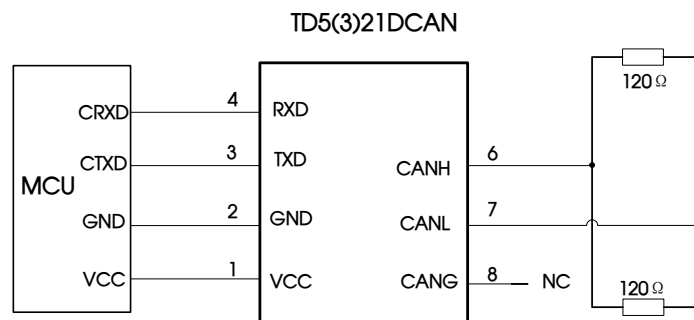 TD5(3)21DCAN
120Ω
CRXD 4 RXD
CTXD 3 TXD 6
MCU CANH
GND 2 GND CANL 7
VCC 1 VCC CANG 8 NC
120Ω